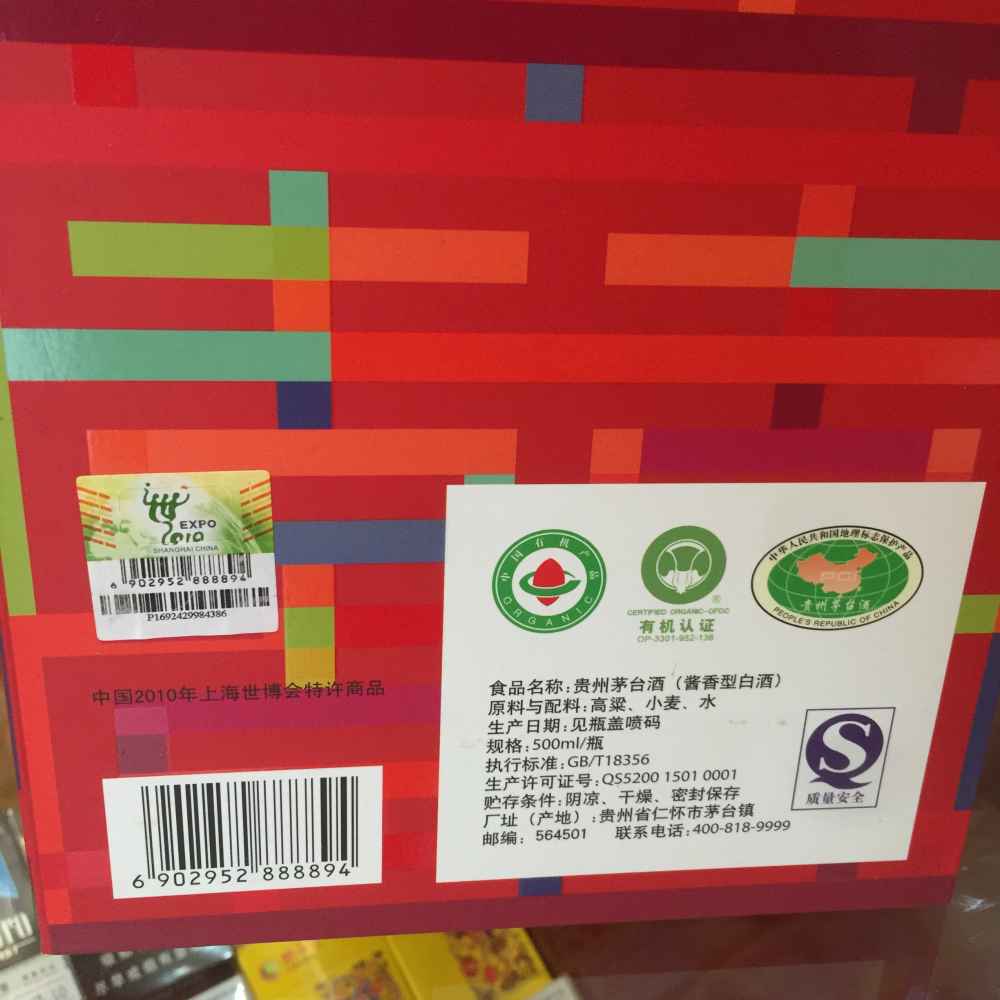 EXPO
2010
SHANGHAI CHINA
6 902952 888894
P1692429984386
中国2010年上海世博会特许商品
6 902952 888894
中国有机产品
ORGANIC
CERTIFIED ORGANIC-OFDC
®
有机认证
OP-3301-952-136
中华人民共和国地理标志保护产品
PGI
贵州茅台酒
PEOPLE'S REPUBLIC OF CHINA
食品名称:贵州茅台酒（酱香型白酒）
原料与配料:高粱、小麦、水
生产日期:见瓶盖喷码
规格:500ml/瓶
执行标准:GB/T18356
生产许可证号:QS5200 1501 0001
贮存条件:阴凉、干燥、密封保存
厂址（产地）:贵州省仁怀市茅台镇
邮编: 564501 联系电话:400-818-9999
S
质量安全